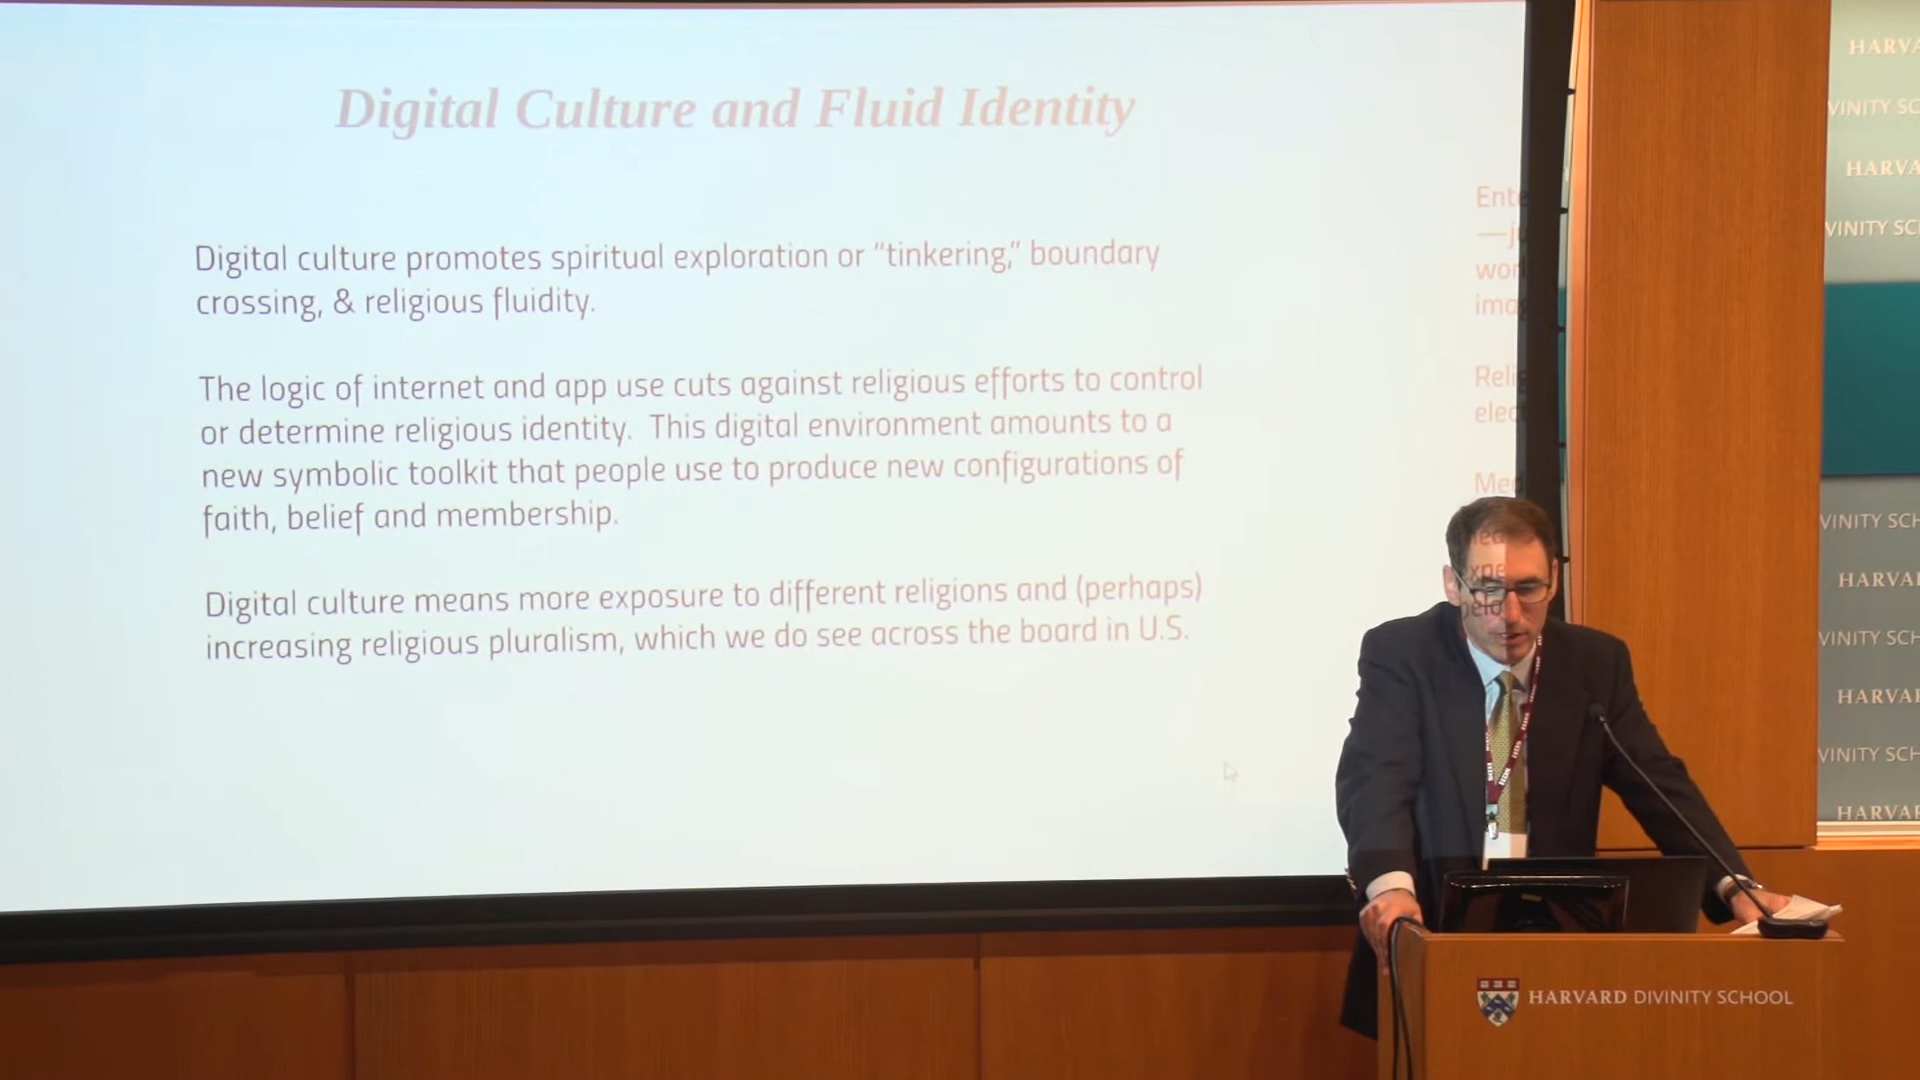 Digital Culture and Fluid Identity
Digital culture promotes spiritual exploration or “tinkering,” boundary
crossing, & religious fluidity.
The logic of internet and app use cuts against religious efforts to control
or determine religious identity.  This digital environment amounts to a
new symbolic toolkit that people use to produce new configurations of
faith, belief and membership.
Digital culture means more exposure to different religions and (perhaps)
increasing religious pluralism, which we do see across the board in U.S.
HARVARD DIVINITY SCHOOL